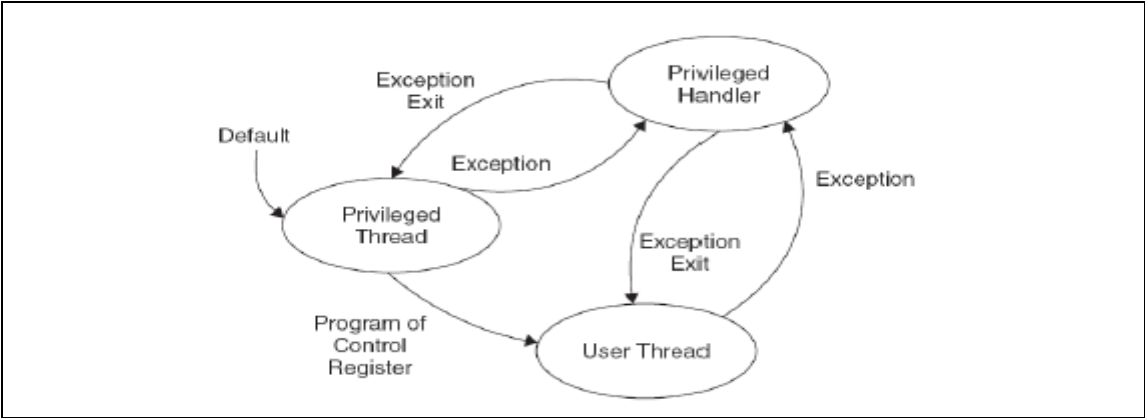 Privileged
Handler
Exception
Exit
Default
Exception
Exception
Privileged
Thread
Exception
Exit
Program of
Control
Register
User Thread